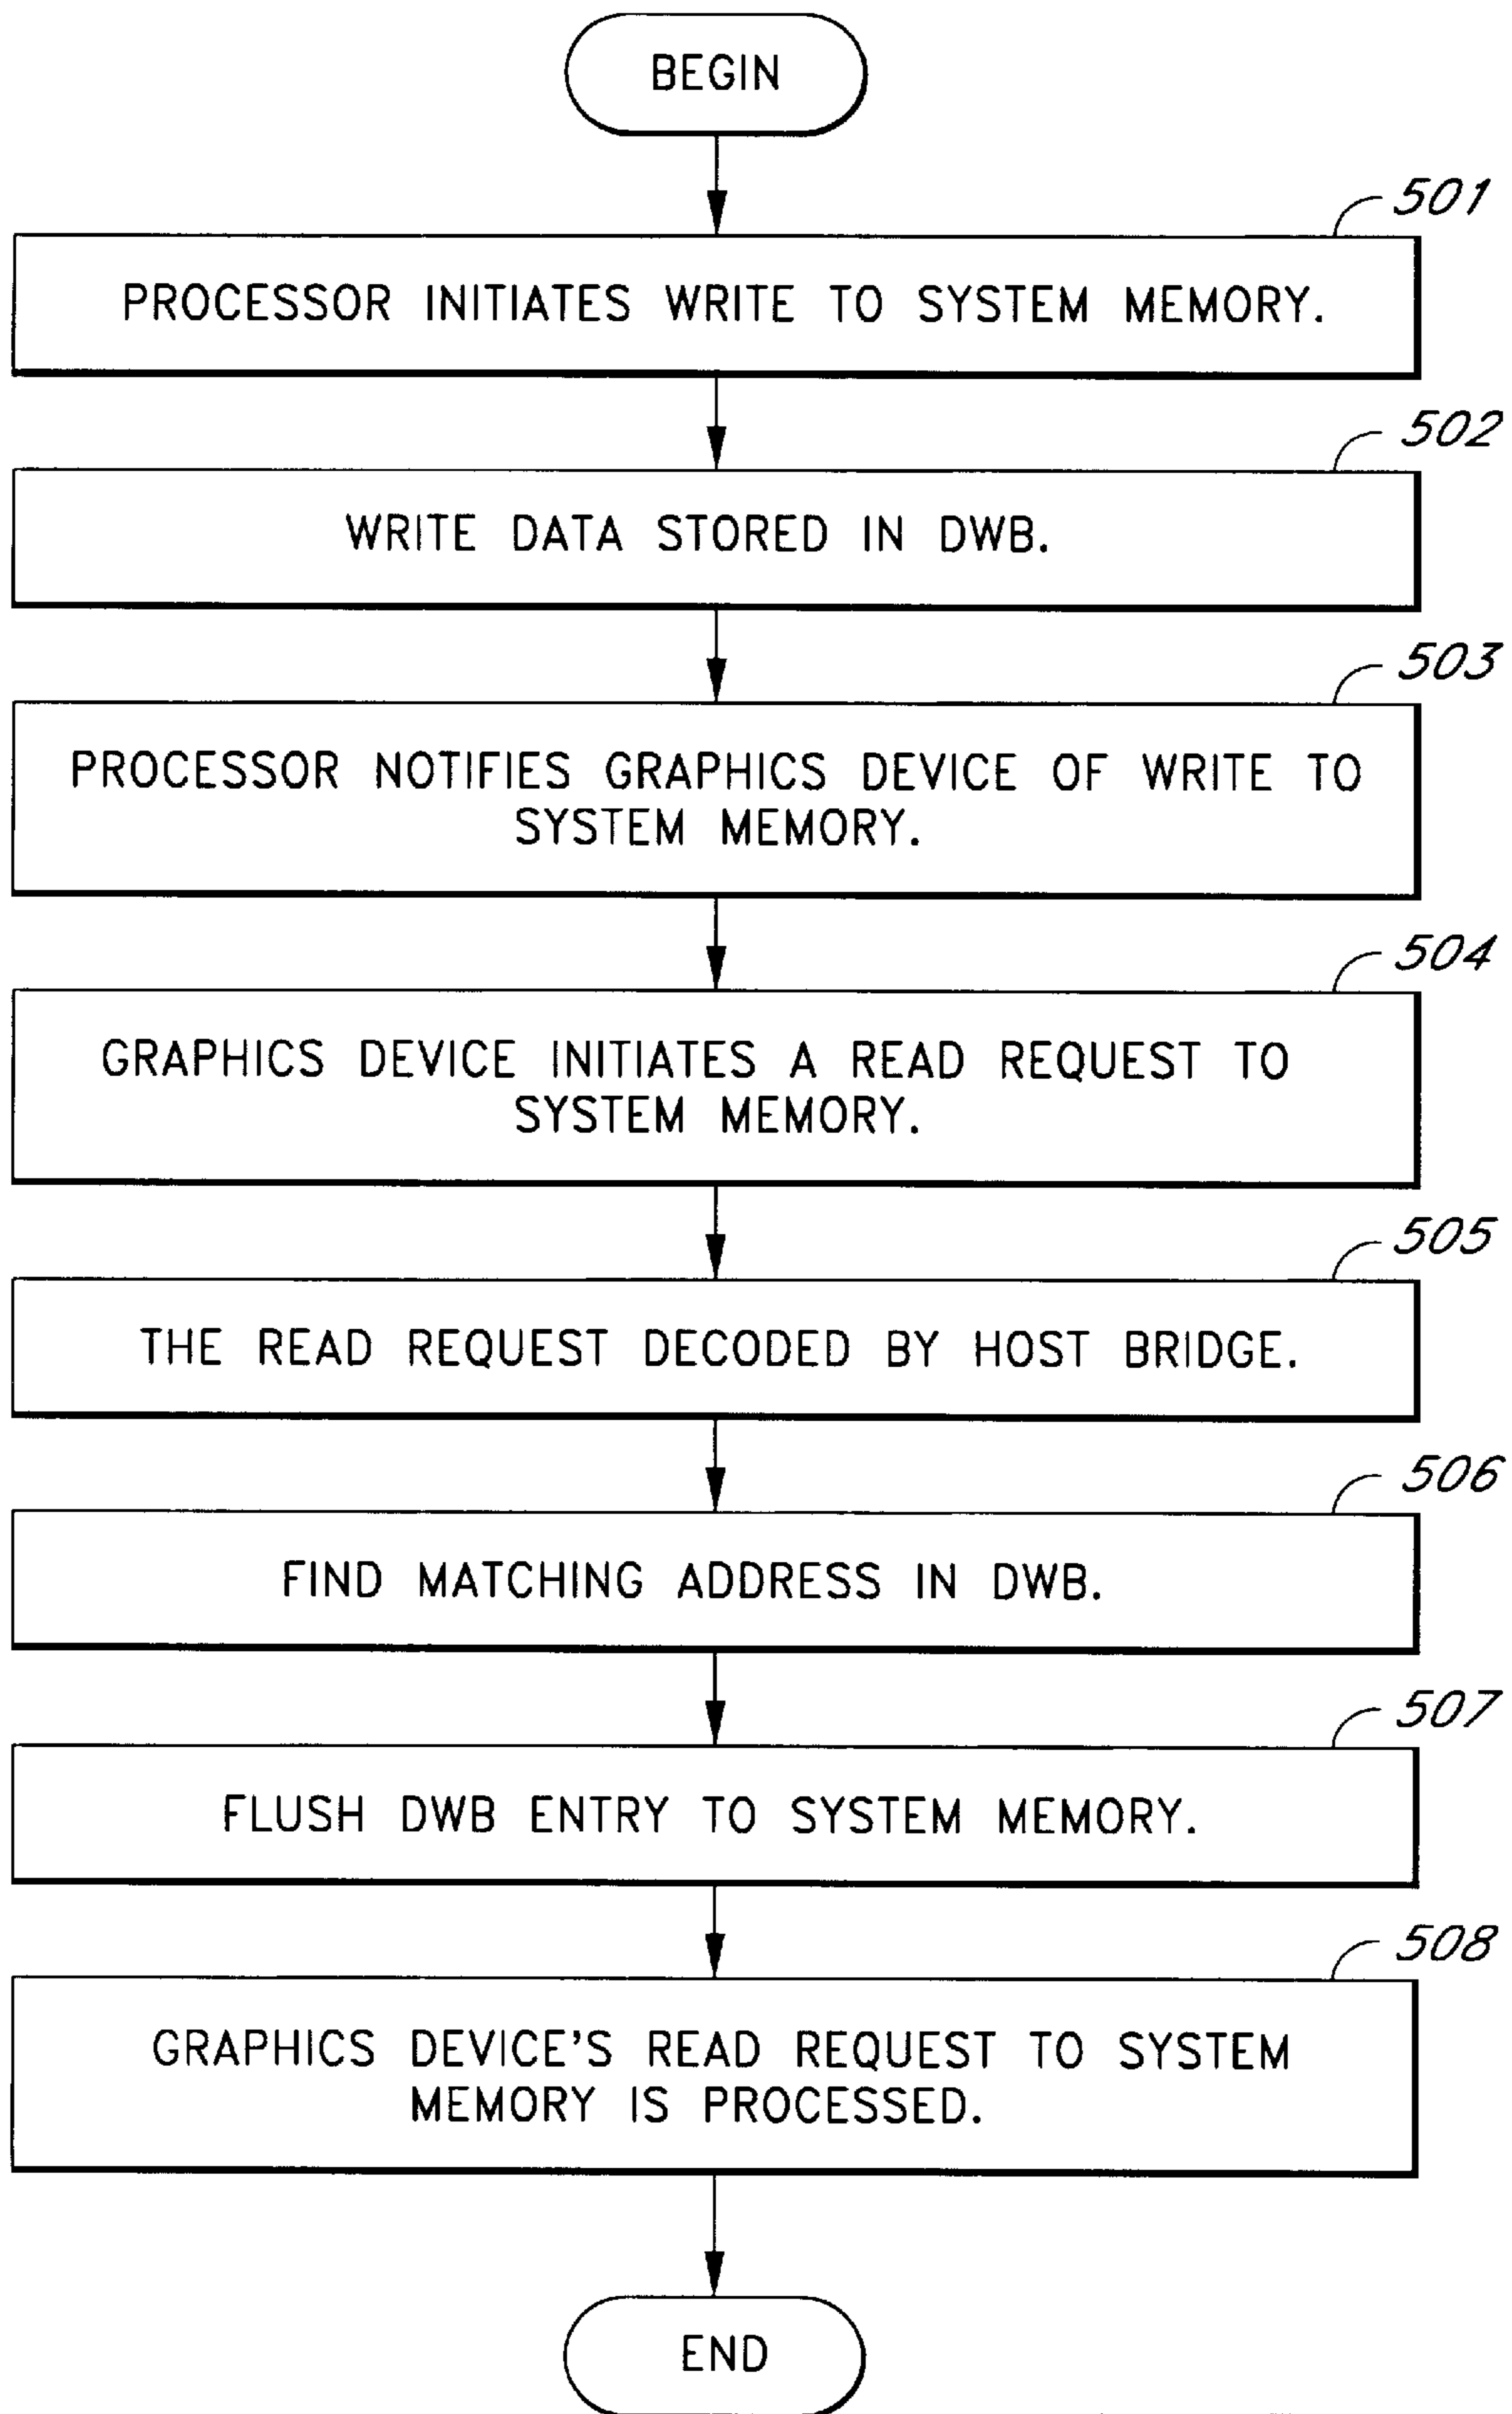 BEGIN
501
PROCESSOR INITIATES WRITE TO SYSTEM MEMORY.
502
WRITE DATA STORED IN DWB.
503
PROCESSOR NOTIFIES GRAPHICS DEVICE OF WRITE TO
SYSTEM MEMORY.
504
GRAPHICS DEVICE INITIATES A READ REQUEST TO
SYSTEM MEMORY.
505
THE READ REQUEST DECODED BY HOST BRIDGE.
506
FIND MATCHING ADDRESS IN DWB.
507
FLUSH DWB ENTRY TO SYSTEM MEMORY.
508
GRAPHICS DEVICE'S READ REQUEST TO SYSTEM
MEMORY IS PROCESSED.
END